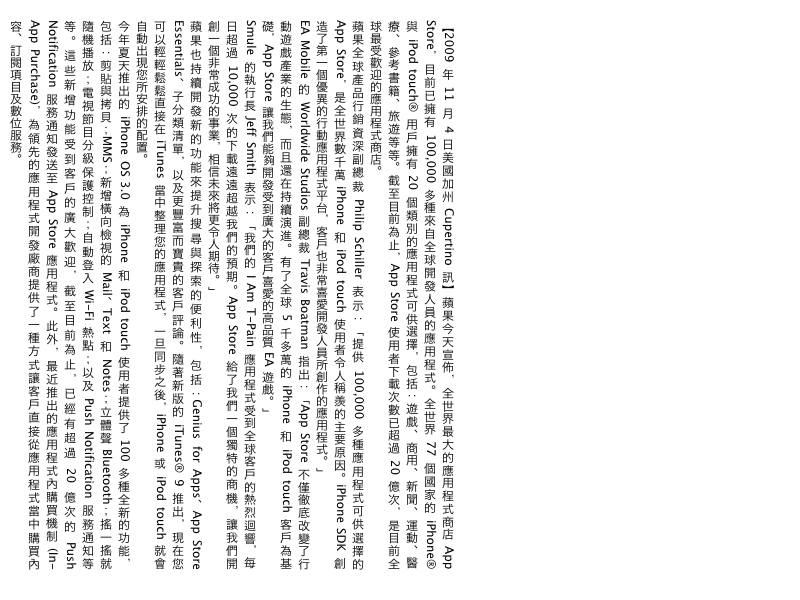 【2009 年 11 月 4 日美國加州 Cupertino 訊】蘋果今天宣佈，全世界最大的應用程式商店 App
Store，目前已擁有 100,000 多種來自全球開發人員的應用程式。全世界 77 個國家的 iPhone®
與 iPod touch® 用戶擁有 20 個類別的應用程式可供選擇，包括：遊戲、商用、新聞、運動、醫
療、參考書籍、旅遊等等。截至目前為止，App Store 使用者下載次數已超過 20 億次，是目前全
球最受歡迎的應用程式商店。
蘋果全球產品行銷資深副總裁 Philip Schiller 表示：「提供 100,000 多種應用程式可供選擇的
App Store，是全世界數千萬 iPhone 和 iPod touch 使用者令人稱羨的主要原因。iPhone SDK 創
造了第一個優異的行動應用程式平台，客戶也非常喜愛開發人員所創作的應用程式。」
EA Mobile 的 Worldwide Studios 副總裁 Travis Boatman 指出：「App Store 不僅徹底改變了行
動遊戲產業的生態，而且還在持續演進。有了全球 5 千多萬的 iPhone 和 iPod touch 客戶為基
礎，App Store 讓我們能夠開發受到廣大的客戶喜愛的高品質 EA 遊戲。」
Smule 的執行長 Jeff Smith 表示：「我們的 I Am T-Pain 應用程式受到全球客戶的熱烈迴響，每
日超過 10,000 次的下載遠遠超越我們的預期。App Store 給了我們一個獨特的商機，讓我們開
創一個非常成功的事業，相信未來將更令人期待。」
蘋果也持續開發新的功能來提升搜尋與探索的便利性，包括：Genius for Apps、App Store
Essentials、子分類清單，以及更豐富而寶貴的客戶評論。隨著新版的 iTunes® 9 推出，現在您
可以輕輕鬆鬆直接在 iTunes 當中整理您的應用程式，一旦同步之後，iPhone 或 iPod touch 就會
自動出現您所安排的配置。
今年夏天推出的 iPhone OS 3.0 為 iPhone 和 iPod touch 使用者提供了 100 多種全新的功能，
包括：剪貼與拷貝；MMS；新增橫向檢視的 Mail、Text 和 Notes；立體聲 Bluetooth；搖一搖就
隨機播放；電視節目分級保護控制；自動登入 Wi-Fi 熱點；以及 Push Notification 服務通知等
等。這些新增功能受到客戶的廣大歡迎，截至目前為止，已經有超過 20 億次的 Push
Notification 服務通知發送至 App Store 應用程式。此外，最近推出的應用程式內購買機制 (In-
App Purchase)，為領先的應用程式開發廠商提供了一種方式讓客戶直接從應用程式當中購買內
容、訂閱項目及數位服務。